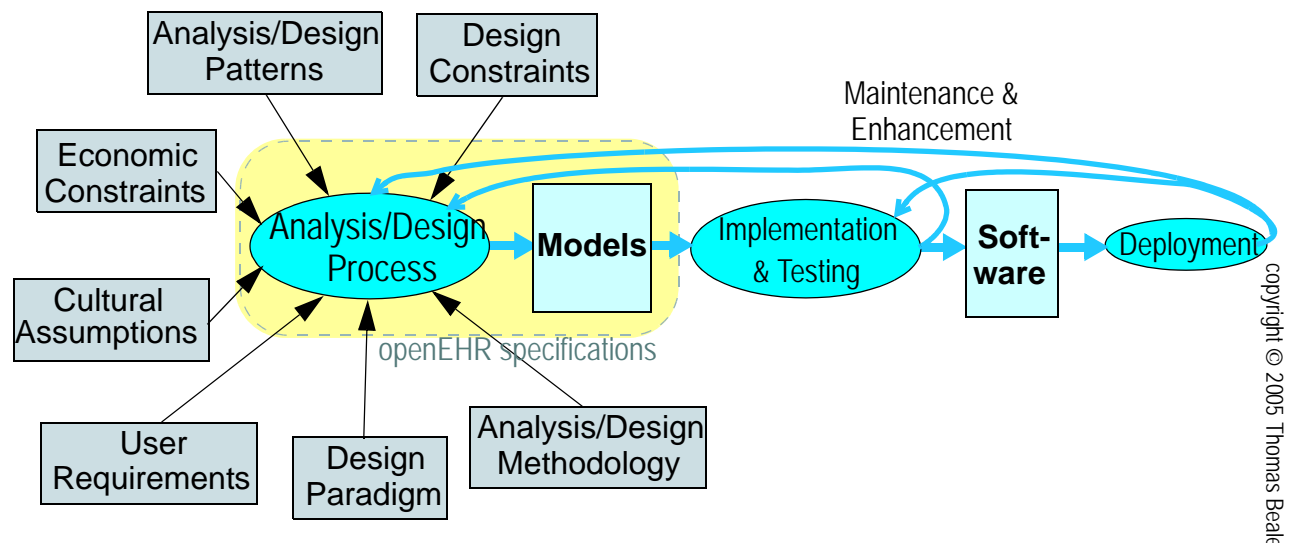 Analysis/Design
Patterns
Design
Constraints
Maintenance &
Enhancement
Economic
Constraints
Analysis/Design
Process
Models
Implementation
& Testing
Soft-
ware
Deployment
Cultural
Assumptions
openEHR specifications
User
Requirements
Design
Paradigm
Analysis/Design
Methodology
copyright © 2005 Thomas Beale